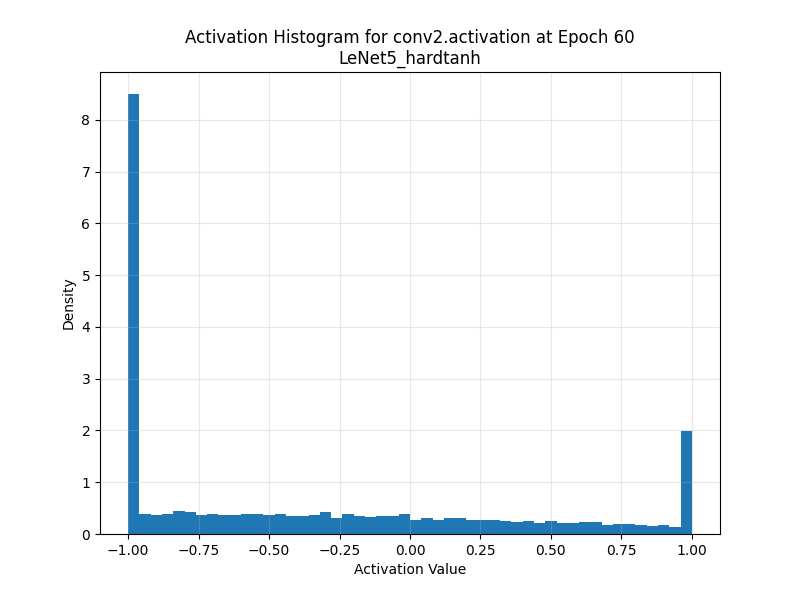 Activation Histogram for conv2.activation at Epoch 60
LeNet5_hardtanh
Density
8
7
6
5
4
3
2
1
0
−1.00 −0.75 −0.50 −0.25 0.00 0.25 0.50 0.75 1.00
Activation Value